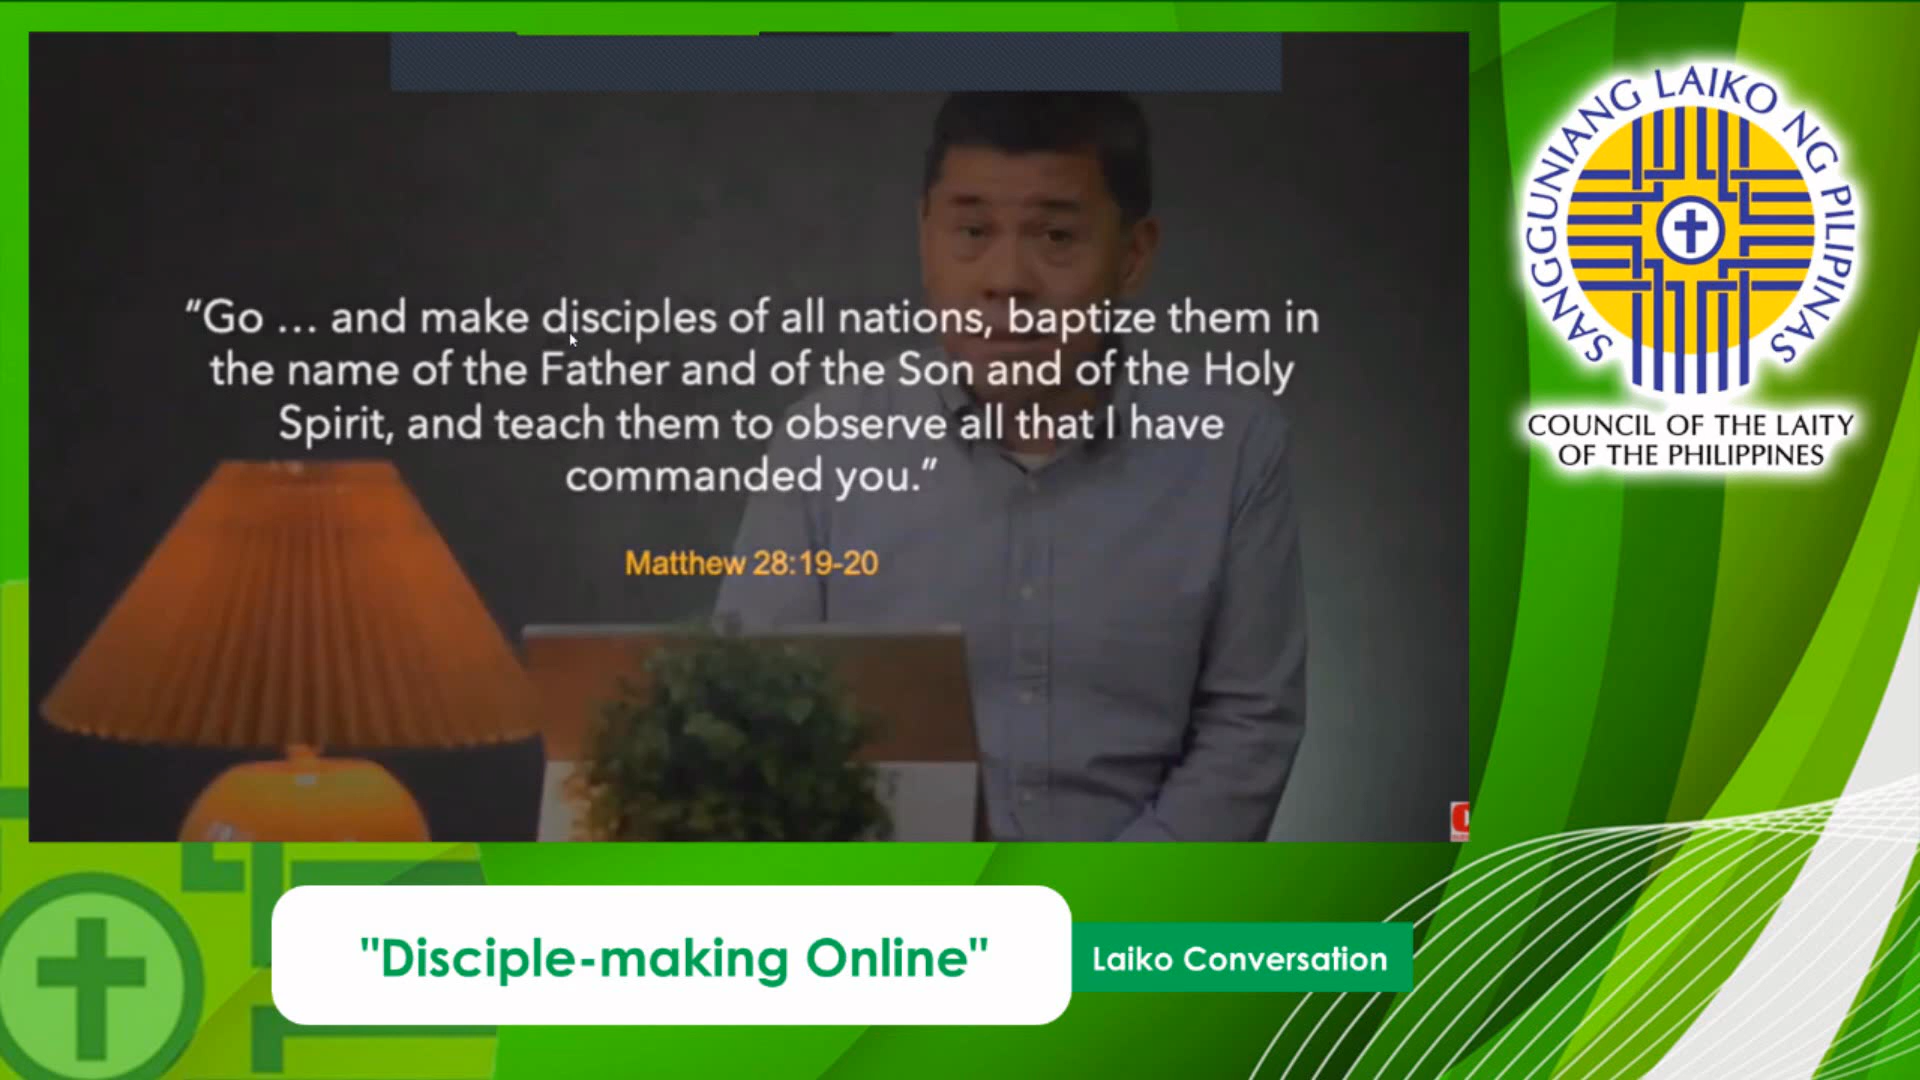 “Go … and make disciples of all nations, baptize them in
the name of the Father and of the Son and of the Holy
Spirit, and teach them to observe all that I have
commanded you.”
Matthew 28:19-20
SANGGUNIANG LAIKO NG PILIPINAS
COUNCIL OF THE LAITY
OF THE PHILIPPINES
"Disciple-making Online"
Laiko Conversation